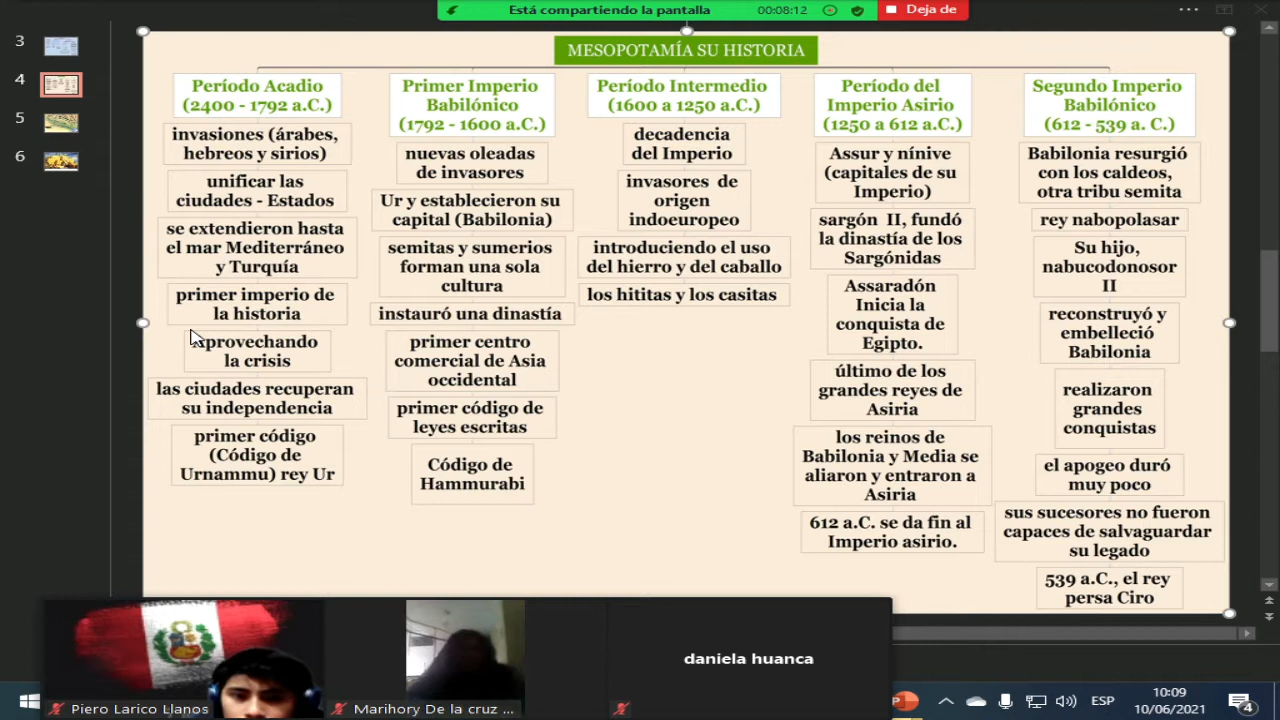 Está compartiendo la pantalla
00:08:12
Deja de
3
4
5
6
MESOPOTAMÍA SU HISTORIA
Período Acadio
(2400 - 1792 a.C.)
invasiones (árabes,
hebreos y sirios)
unificar las
ciudades - Estados
se extendieron hasta
el mar Mediterráneo
y Turquía
primer imperio de
la historia
aprovechando
la crisis
las ciudades recuperan
su independencia
primer código
(Código de
Urnammu) rey Ur
Primer Imperio
Babilónico
(1792 - 1600 a.C.)
nuevas oleadas
de invasores
Ur y establecieron su
capital (Babilonia)
semitas y sumerios
forman una sola
cultura
instauró una dinastía
primer centro
comercial de Asia
occidental
primer código de
leyes escritas
Código de
Hammurabi
Período Intermedio
(1600 a 1250 a.C.)
decadencia
del Imperio
invasores de
origen
indoeuropeo
introduciendo el uso
del hierro y del caballo
los hititas y los casitas
Período del
Imperio Asirio
(1250 a 612 a.C.)
Assur y nínive
(capitales de su
Imperio)
sargón II, fundó
la dinastía de los
Sargónidas
Assaradón
Inicia la
conquista de
Egipto.
último de los
grandes reyes de
Asiria
los reinos de
Babilonia y Media se
aliaron y entraron a
Asiria
612 a.C. se da fin al
Imperio asirio.
Segundo Imperio
Babilónico
(612 - 539 a. C.)
Babilonia resurgió
con los caldeos,
otra tribu semita
rey nabopolasar
Su hijo,
nabucodonosor
II
reconstruyó y
embelleció
Babilonia
realizaron
grandes
conquistas
el apogeo duró
muy poco
sus sucesores no fueron
capaces de salvaguardar
su legado
539 a.C., el rey
persa Ciro
Piero Larico Llanos
Marihory De la cruz ...
daniela huanca
ESP
10:09
10/06/2021
4